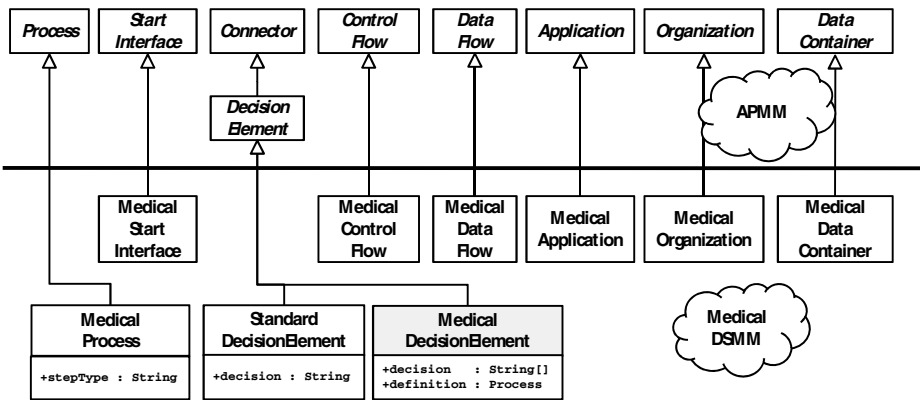 Process
Start
Interface
Connector
Control
Flow
Data
Flow
Application
Organization
Data
Container
Decision
Element
APMM
Medical
Start
Interface
Medical
Control
Flow
Medical
Data
Flow
Medical
Application
Medical
Organization
Medical
Data
Container
Medical
Process
+stepType : String
Standard
DecisionElement
+decision : String
Medical
DecisionElement
+decision : String[]
+definition : Process
Medical
DSMM